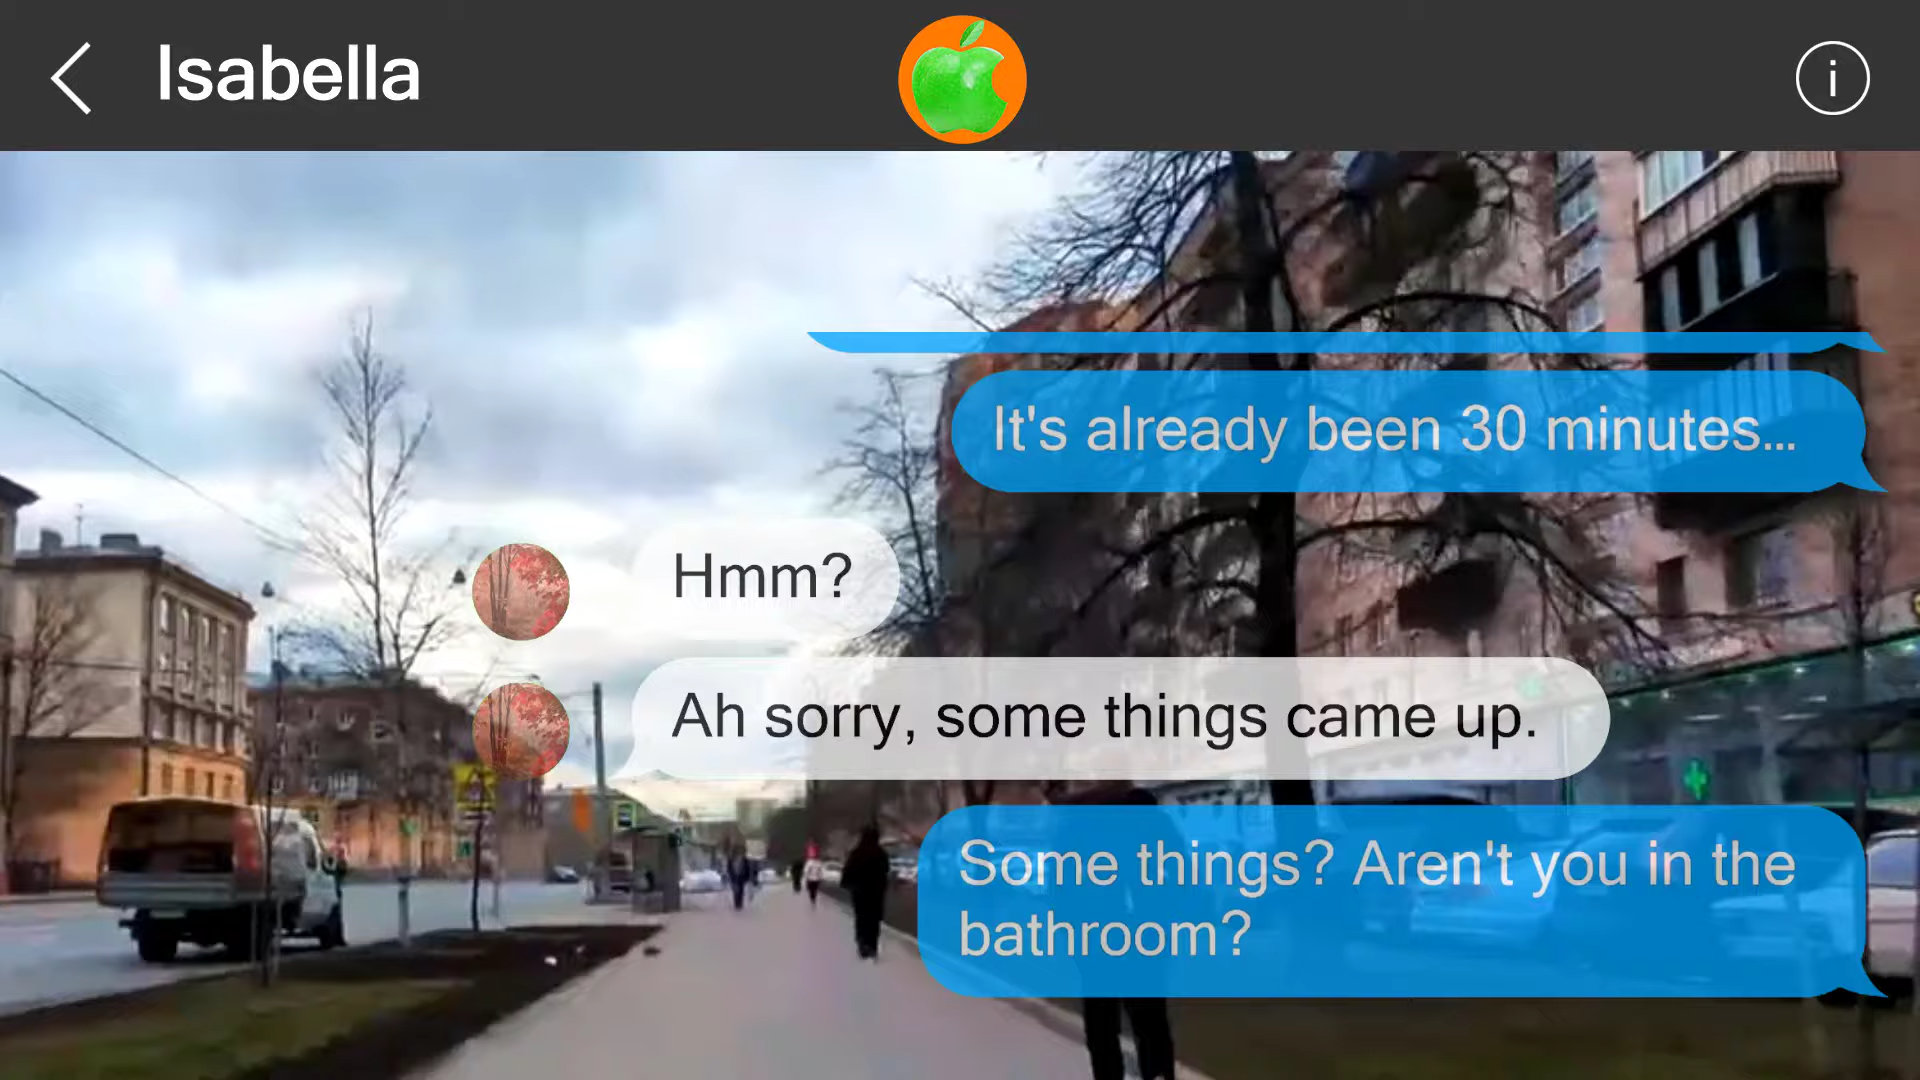 Isabella
It's already been 30 minutes...
Hmm?
Ah sorry, some things came up.
Some things? Aren't you in the
bathroom?